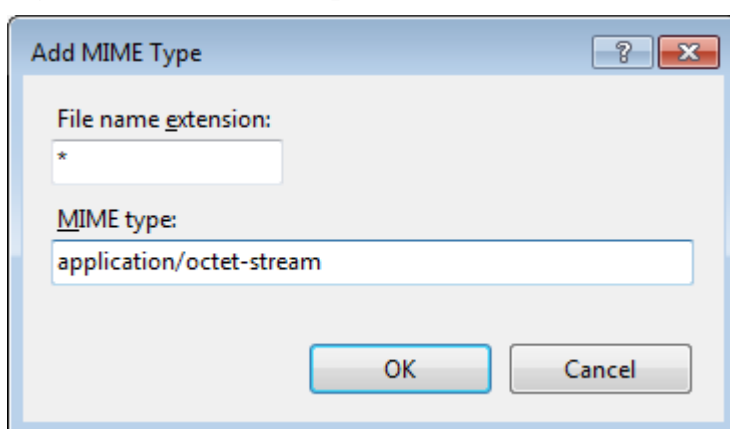 Add MIME Type
?
File name extension:
*
MIME type:
application/octet-stream
OK
Cancel